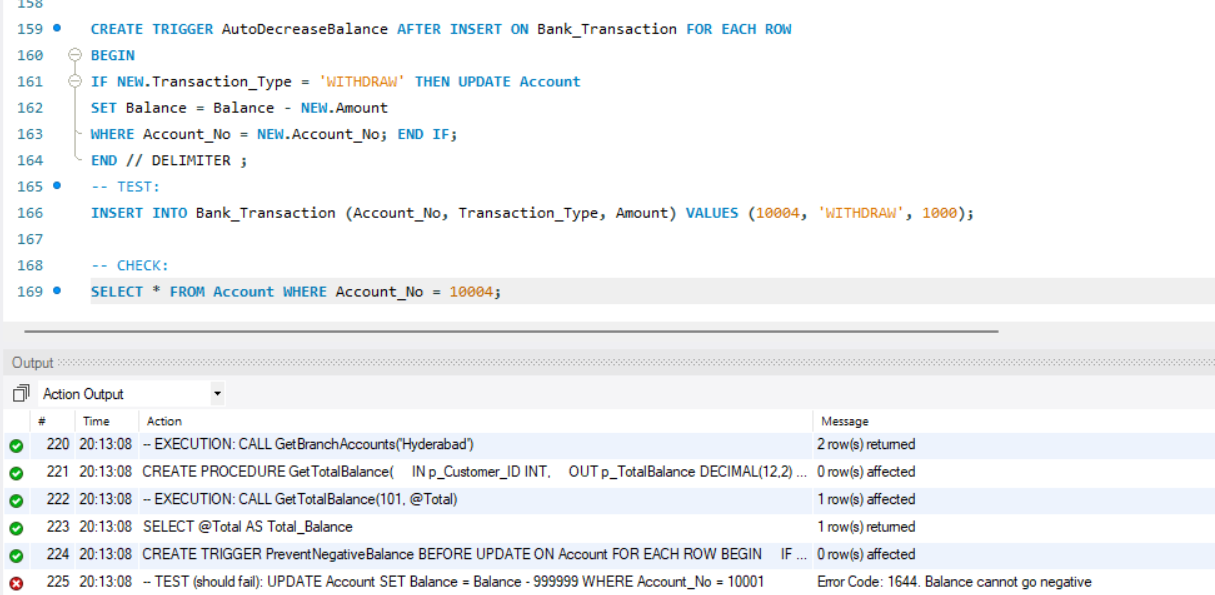 158
159 CREATE TRIGGER AutoDecreaseBalance AFTER INSERT ON Bank_Transaction FOR EACH ROW
160 BEGIN
161 IF NEW.Transaction_Type = 'WITHDRAW' THEN UPDATE Account
162 SET Balance = Balance - NEW.Amount
163 WHERE Account_No = NEW.Account_No; END IF;
164 END // DELIMITER ;
165 -- TEST:
166 INSERT INTO Bank_Transaction (Account_No, Transaction_Type, Amount) VALUES (10004, 'WITHDRAW', 1000);
167
168 -- CHECK:
169 SELECT * FROM Account WHERE Account_No = 10004;
Output
Action Output
# Time Action Message
220 20:13:08 -- EXECUTION: CALL GetBranchAccounts('Hyderabad') 2 row(s) returned
221 20:13:08 CREATE PROCEDURE GetTotalBalance( IN p_Customer_ID INT, OUT p_TotalBalance DECIMAL(12,2) ... 0 row(s) affected
222 20:13:08 -- EXECUTION: CALL GetTotalBalance(101, @Total) 1 row(s) affected
223 20:13:08 SELECT @Total AS Total_Balance 1 row(s) returned
224 20:13:08 CREATE TRIGGER PreventNegativeBalance BEFORE UPDATE ON Account FOR EACH ROW BEGIN IF ... 0 row(s) affected
225 20:13:08 -- TEST (should fail): UPDATE Account SET Balance = Balance - 999999 WHERE Account_No = 10001 Error Code: 1644. Balance cannot go negative